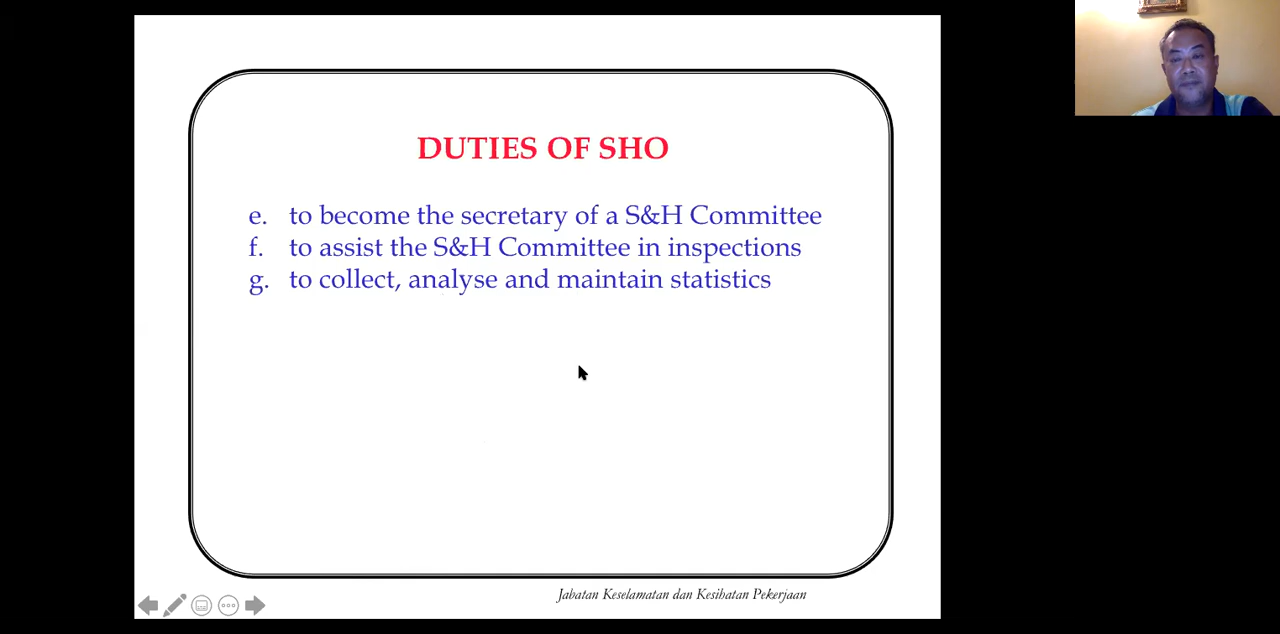 DUTIES OF SHO
e. to become the secretary of a S&H Committee
f. to assist the S&H Committee in inspections
g. to collect, analyse and maintain statistics
Jabatan Keselamatan dan Kesihatan Pekerjaan